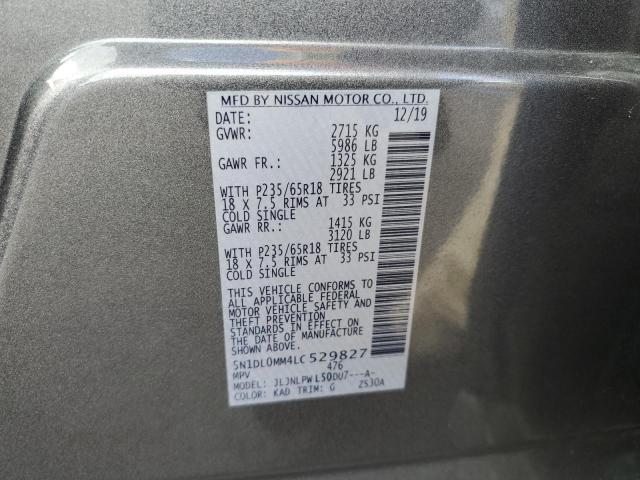 MFD BY NISSAN MOTOR CO., LTD.
DATE: 12/19
GVWR: 2715 KG
5986 LB
GAWR FR.: 1325 KG
2921 LB
WITH P235/65R18 TIRES
18 X 7.5 RIMS AT 33 PSI
COLD SINGLE
GAWR RR.: 1415 KG
3120 LB
WITH P235/65R18 TIRES
18 X 7.5 RIMS AT 33 PSI
COLD SINGLE
THIS VEHICLE CONFORMS TO
ALL APPLICABLE FEDERAL
MOTOR VEHICLE SAFETY AND
THEFT PREVENTION
STANDARDS IN EFFECT ON
THE DATE OF MANUFACTURE
SHOWN ABOVE.
5N1DL0MM4LC529827
MPV 476
MODEL: JLJNLPWL50DU7---A-
COLOR: KAD TRIM: G ZS30A